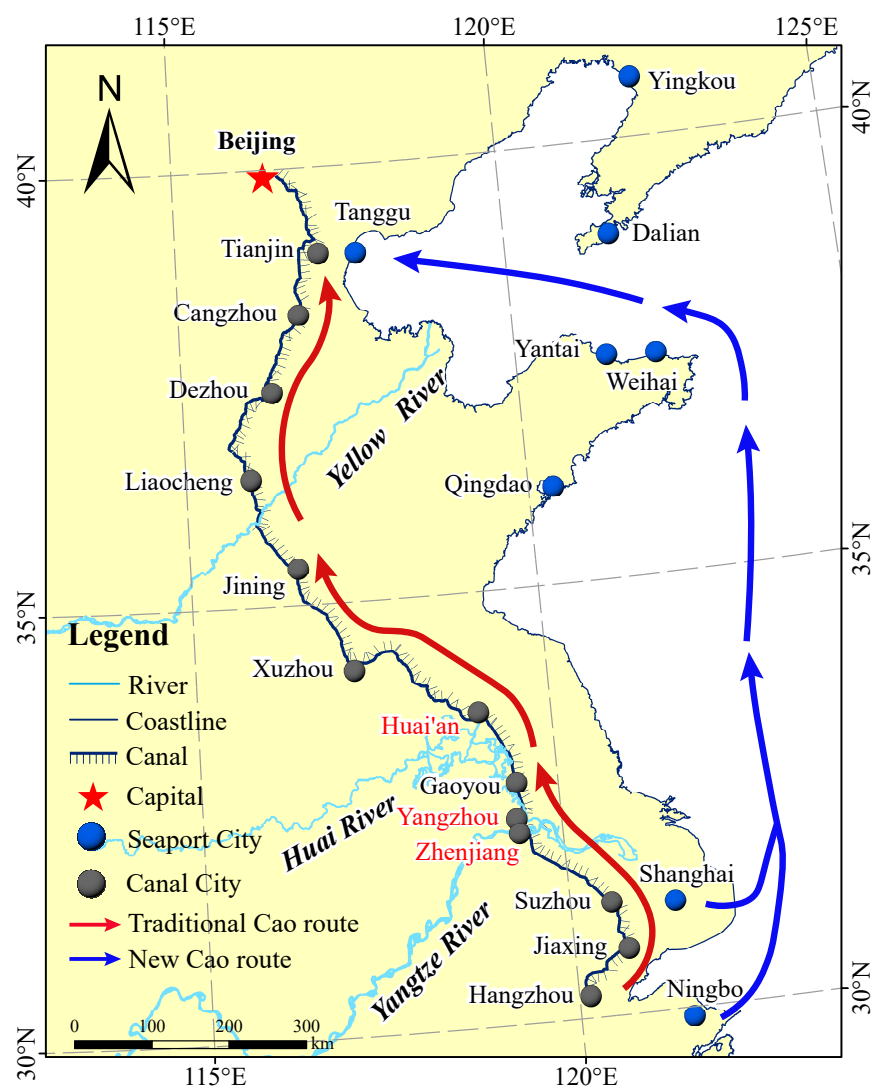 115°E
120°E
125°E
N
Yingkou
40°N
Beijing
40°N
Tanggu
Dalian
Tianjin
Cangzhou
Yantai
Weihai
Dezhou
Yellow River
Liaocheng
Qingdao
35°N
Jining
35°N
Legend
Xuzhou
River
Coastline
Huai'an
Canal
Gaoyou
Capital
Yangzhou
Huai River
Seaport City
Zhenjiang
Shanghai
Canal City
Suzhou
Traditional Cao route
Yangtze River
Jiaxing
New Cao route
Hangzhou
Ningbo
30°N
0 100 200 300
km
30°N
115°E
120°E